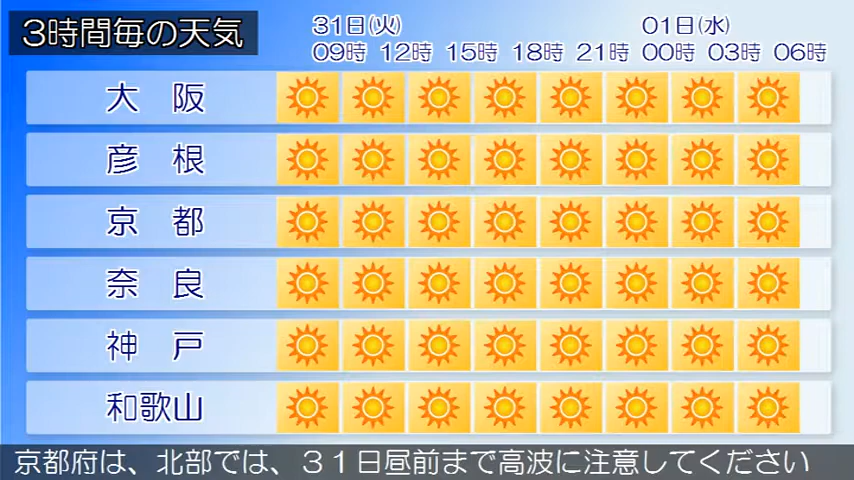 3時間毎の天気
31日(火) 01日(水)
09時 12時 15時 18時 21時 00時 03時 06時
大阪
彦根
京都
奈良
神戸
和歌山
京都府は、北部では、31日昼前まで高波に注意してください